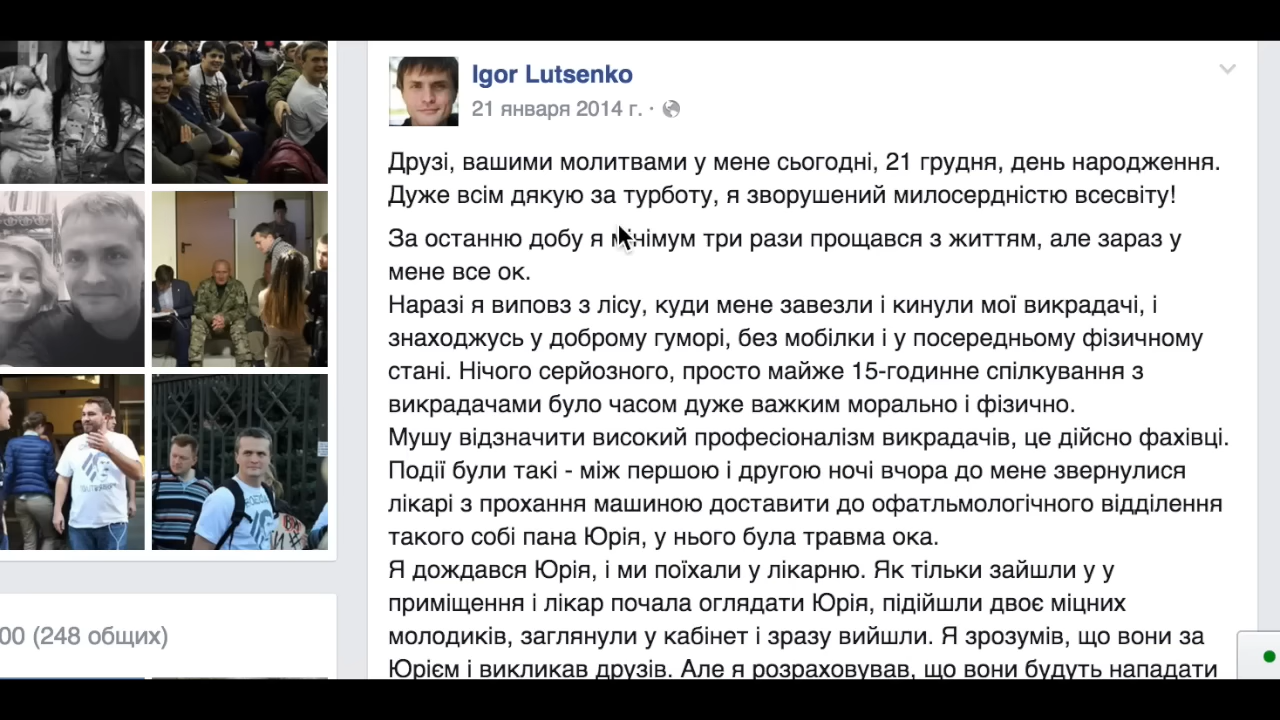 Igor Lutsenko
21 января 2014 г. ·
Друзі, вашими молитвами у мене сьогодні, 21 грудня, день народження.
Дуже всім дякую за турботу, я зворушений милосердністю всесвіту!
За останню добу я мінімум три рази прощався з життям, але зараз у
мене все ок.
Наразі я виповз з лісу, куди мене завезли і кинули мої викрадачі, і
знаходжусь у доброму гуморі, без мобілки і у посередньому фізичному
стані. Нічого серйозного, просто майже 15-годинне спілкування з
викрадачами було часом дуже важким морально і фізично.
Мушу відзначити високий професіоналізм викрадачів, це дійсно фахівці.
Події були такі - між першою і другою ночі вчора до мене звернулися
лікарі з прохання машиною доставити до офатльмологічного відділення
такого собі пана Юрія, у нього була травма ока.
Я дождався Юрія, і ми поїхали у лікарню. Як тільки зайшли у у
приміщення і лікар почала оглядати Юрія, підійшли двоє міцних
молодиків, заглянули у кабінет і зразу вийшли. Я зрозумів, що вони за
Юрієм і викликав друзів. Але я розраховував, що вони будуть нападати
00 (248 общих)